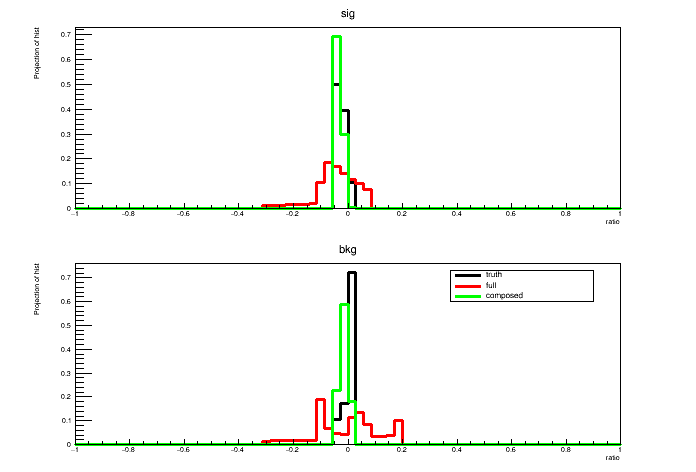 sig
Projection of hist
0.7
0.6
0.5
0.4
0.3
0.2
0.1
0
−1 −0.8 −0.6 −0.4 −0.2 0 0.2 0.4 0.6 0.8 1
ratio
bkg
Projection of hist
0.7
0.6
0.5
0.4
0.3
0.2
0.1
0
truth
full
composed
−1 −0.8 −0.6 −0.4 −0.2 0 0.2 0.4 0.6 0.8 1
ratio